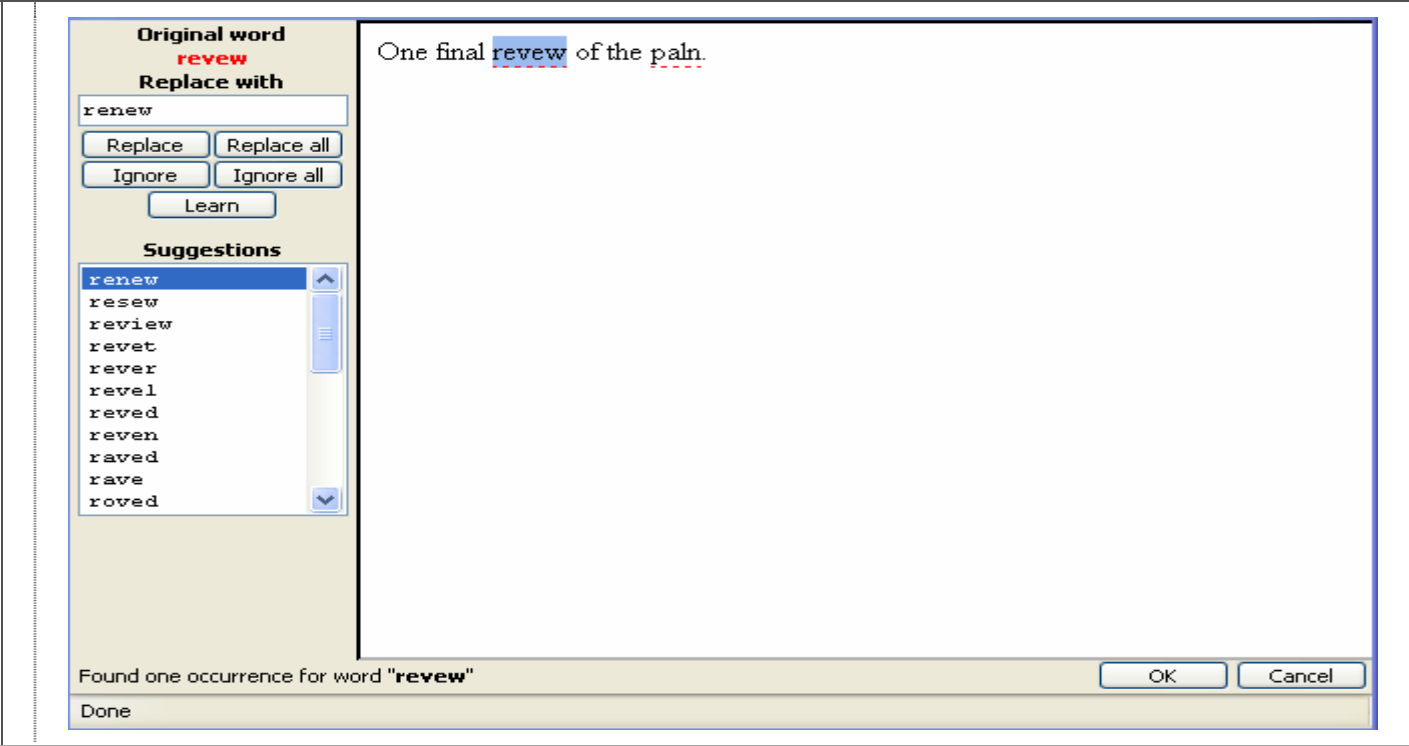 Original word
revew
Replace with
renew
Replace Replace all
Ignore Ignore all
Learn
Suggestions
renew
resew
review
revet
rever
revel
reved
reven
raved
rave
roved
One final revew of the paln.
Found one occurrence for word "revew"
OK Cancel
Done